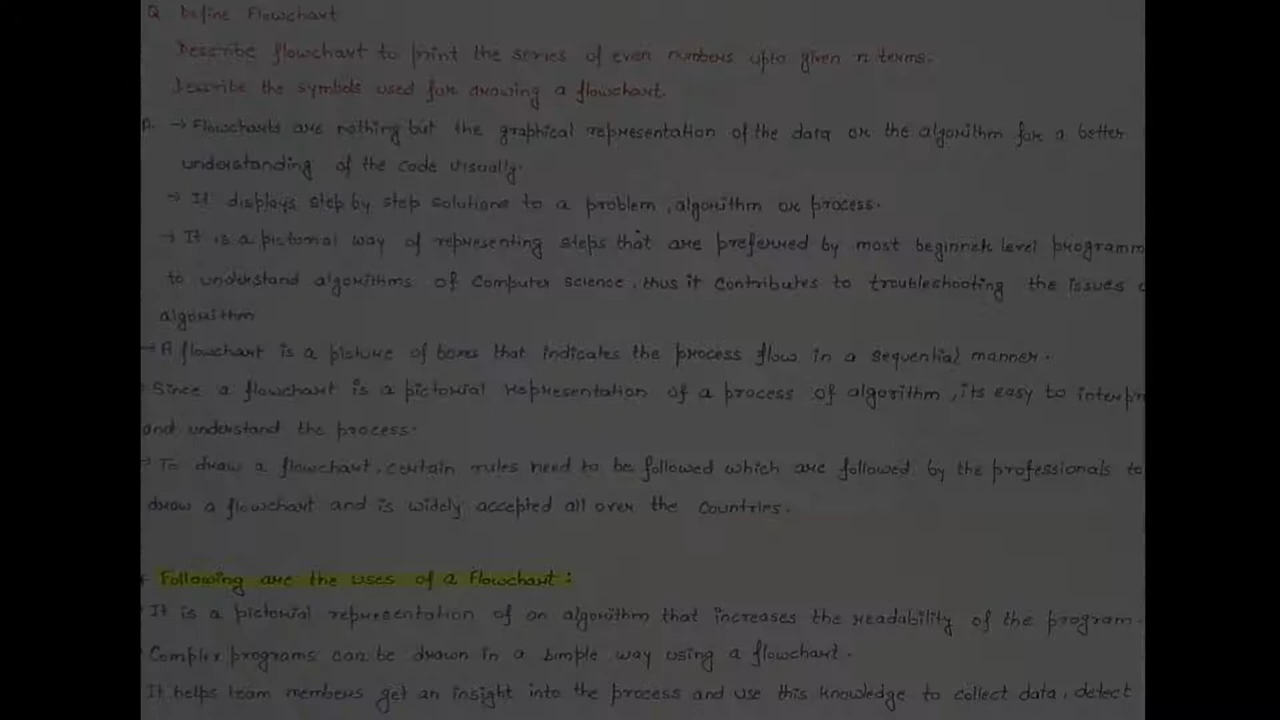 Q Define Flowchart
Describe flowchart to print the series of even numbers upto given n terms.
Describe the symbols used for drawing a flowchart.
A. → Flowcharts are nothing but the graphical representation of the data or the algorithm for a better
understanding of the code visually.
→ It displays step by step solutions to a problem, algorithm or process.
→ It is a pictorial way of representing steps that are preferred by most beginner level programm
to understand algorithms of computer science, thus it contributes to troubleshooting the issues
algorithm
→ A flowchart is a picture of boxes that indicates the process flow in a sequential manner.
Since a flowchart is a pictorial representation of a process of algorithm, its easy to interpr
and understand the process.
→ To draw a flowchart, certain rules need to be followed which are followed by the professionals to
draw a flowchart and is widely accepted all over the countries.
Following are the uses of a Flowchart:
It is a pictorial representation of an algorithm that increases the readability of the program.
Complex programs can be drawn in a simple way using a flowchart.
It helps team members get an insight into the process and use this knowledge to collect data, detect